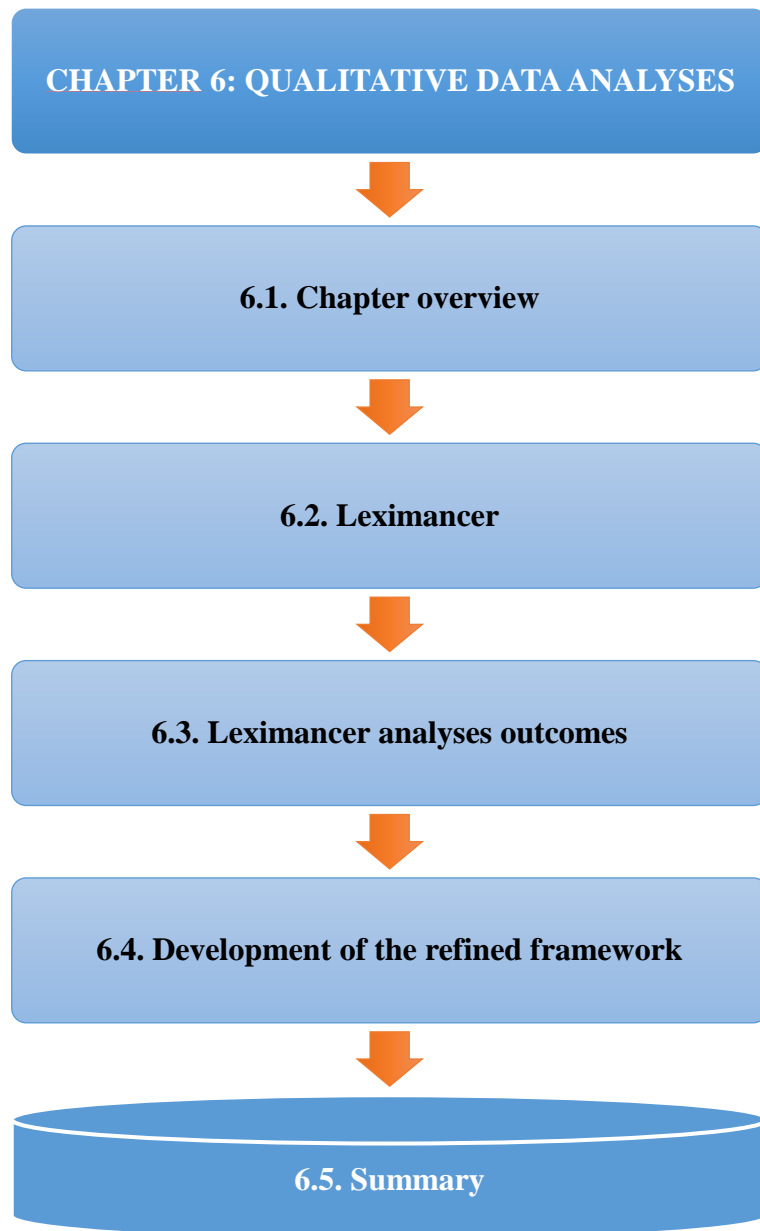 CHAPTER 6: QUALITATIVE DATA ANALYSES
6.1. Chapter overview
6.2. Leximancer
6.3. Leximancer analyses outcomes
6.4. Development of the refined framework
6.5. Summary